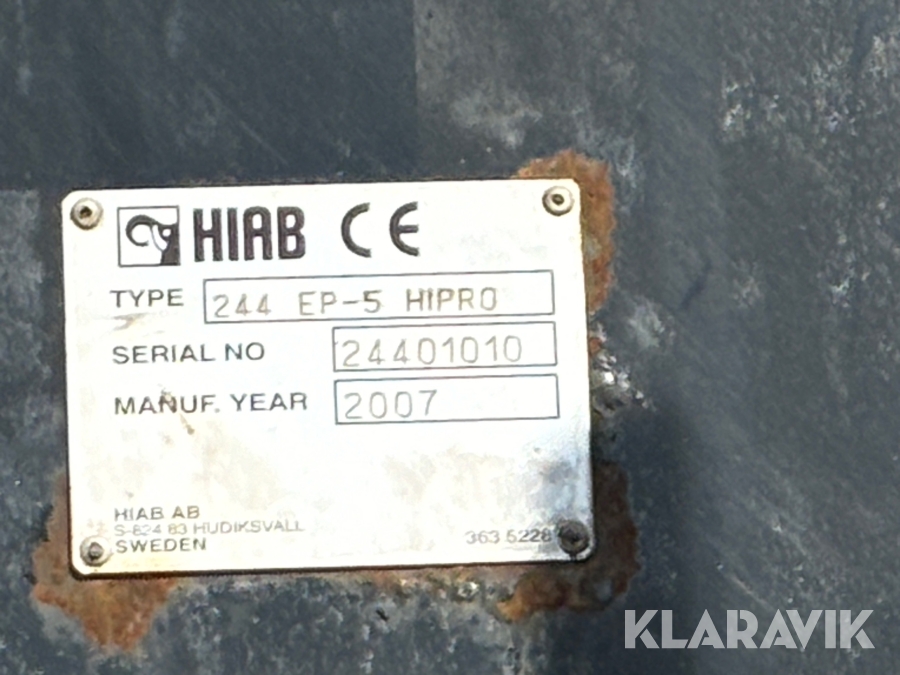 HIAB CE
TYPE 244 EP-5 HIPRO
SERIAL NO 24401010
MANUF. YEAR 2007
HIAB AB
S-824 83 HUDIKSVALL
SWEDEN 363 5228
KLARAVIK